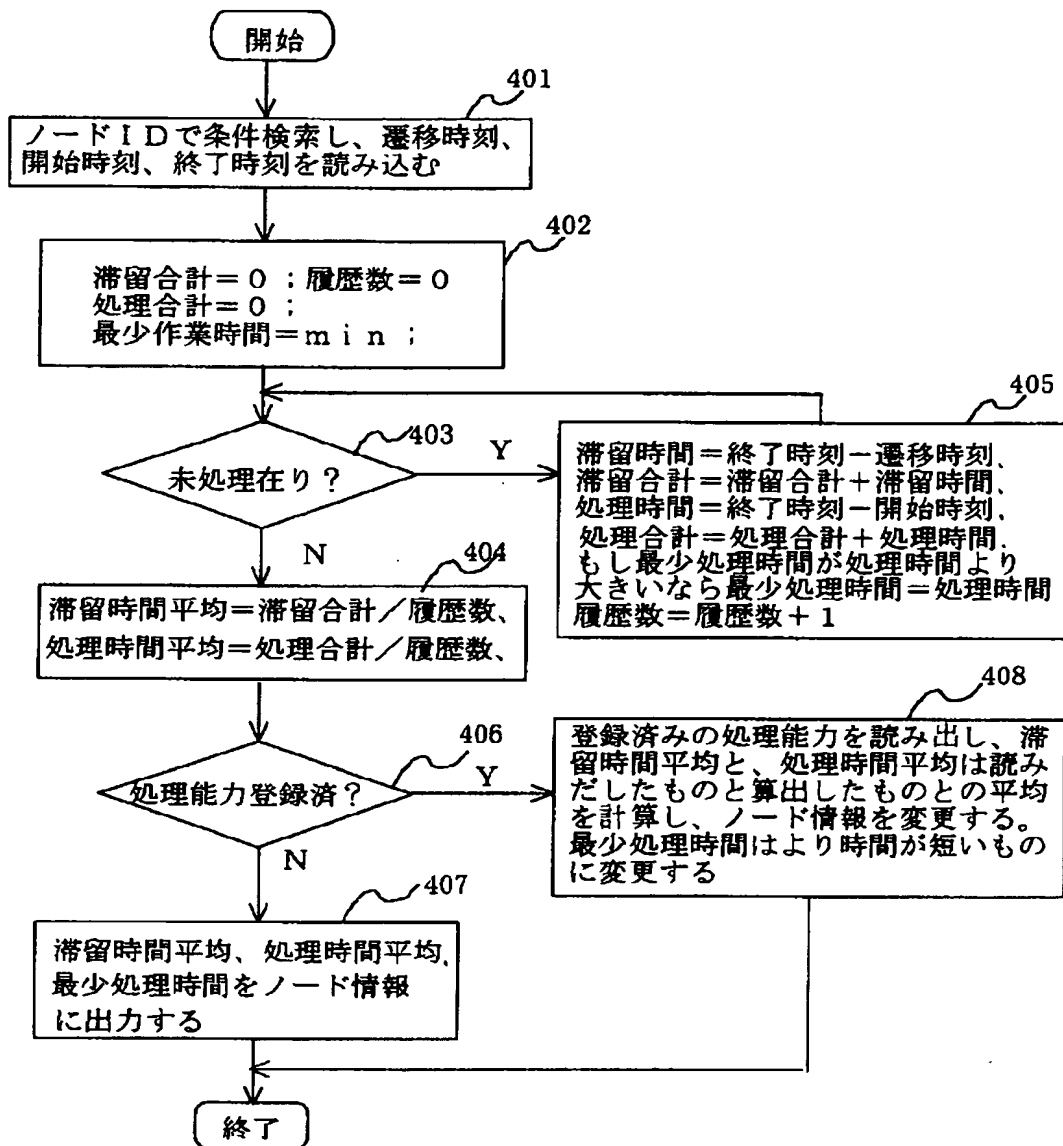 開始
401
ノードＩＤで条件検索し、遷移時刻、
開始時刻、終了時刻を読み込む
402
滞留合計＝０；履歴数＝０
処理合計＝０；
最少作業時間＝ｍｉｎ；
403
未処理在り？
Y
N
405
滞留時間＝終了時刻－遷移時刻、
滞留合計＝滞留合計＋滞留時間、
処理時間＝終了時刻－開始時刻、
処理合計＝処理合計＋処理時間、
もし最少処理時間が処理時間より
大きいなら最少処理時間＝処理時間
履歴数＝履歴数＋１
404
滞留時間平均＝滞留合計／履歴数、
処理時間平均＝処理合計／履歴数、
406
処理能力登録済？
Y
N
408
登録済みの処理能力を読み出し、滞
留時間平均と、処理時間平均は読み
だしたものと算出したものとの平均
を計算し、ノード情報を変更する。
最少処理時間はより時間が短いもの
に変更する
407
滞留時間平均、処理時間平均、
最少処理時間をノード情報
に出力する
終了